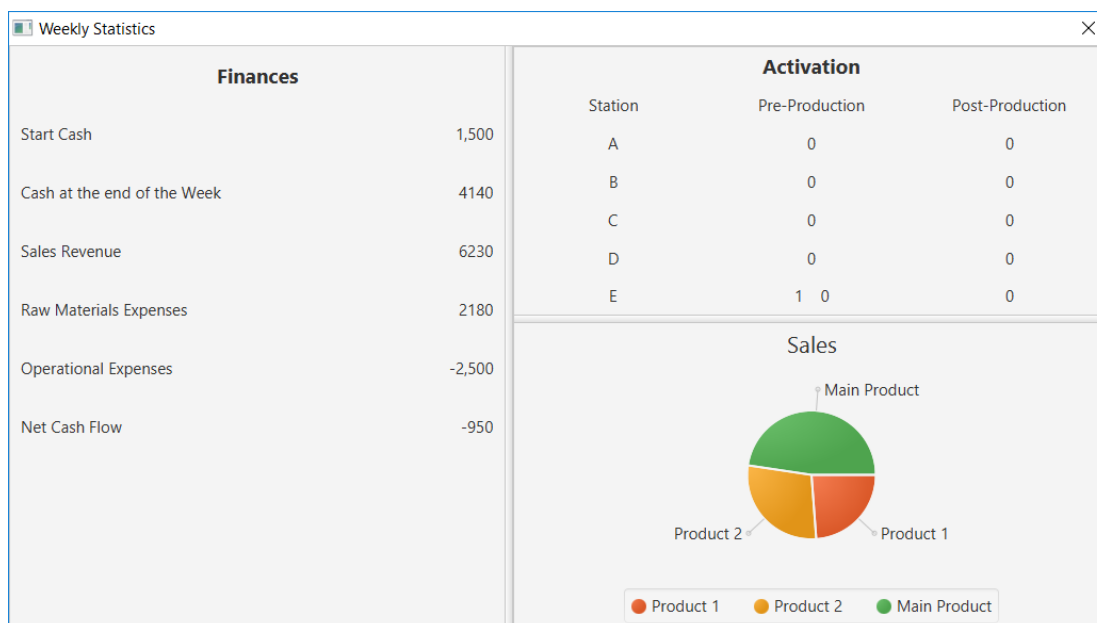 Weekly Statistics
Finances
Start Cash 1,500
Cash at the end of the Week 4140
Sales Revenue 6230
Raw Materials Expenses 2180
Operational Expenses -2,500
Net Cash Flow -950
Activation
Station Pre-Production Post-Production
A 0 0
B 0 0
C 0 0
D 0 0
E 1 0 0
Sales
Main Product
Product 2 Product 1
Product 1 Product 2 Main Product